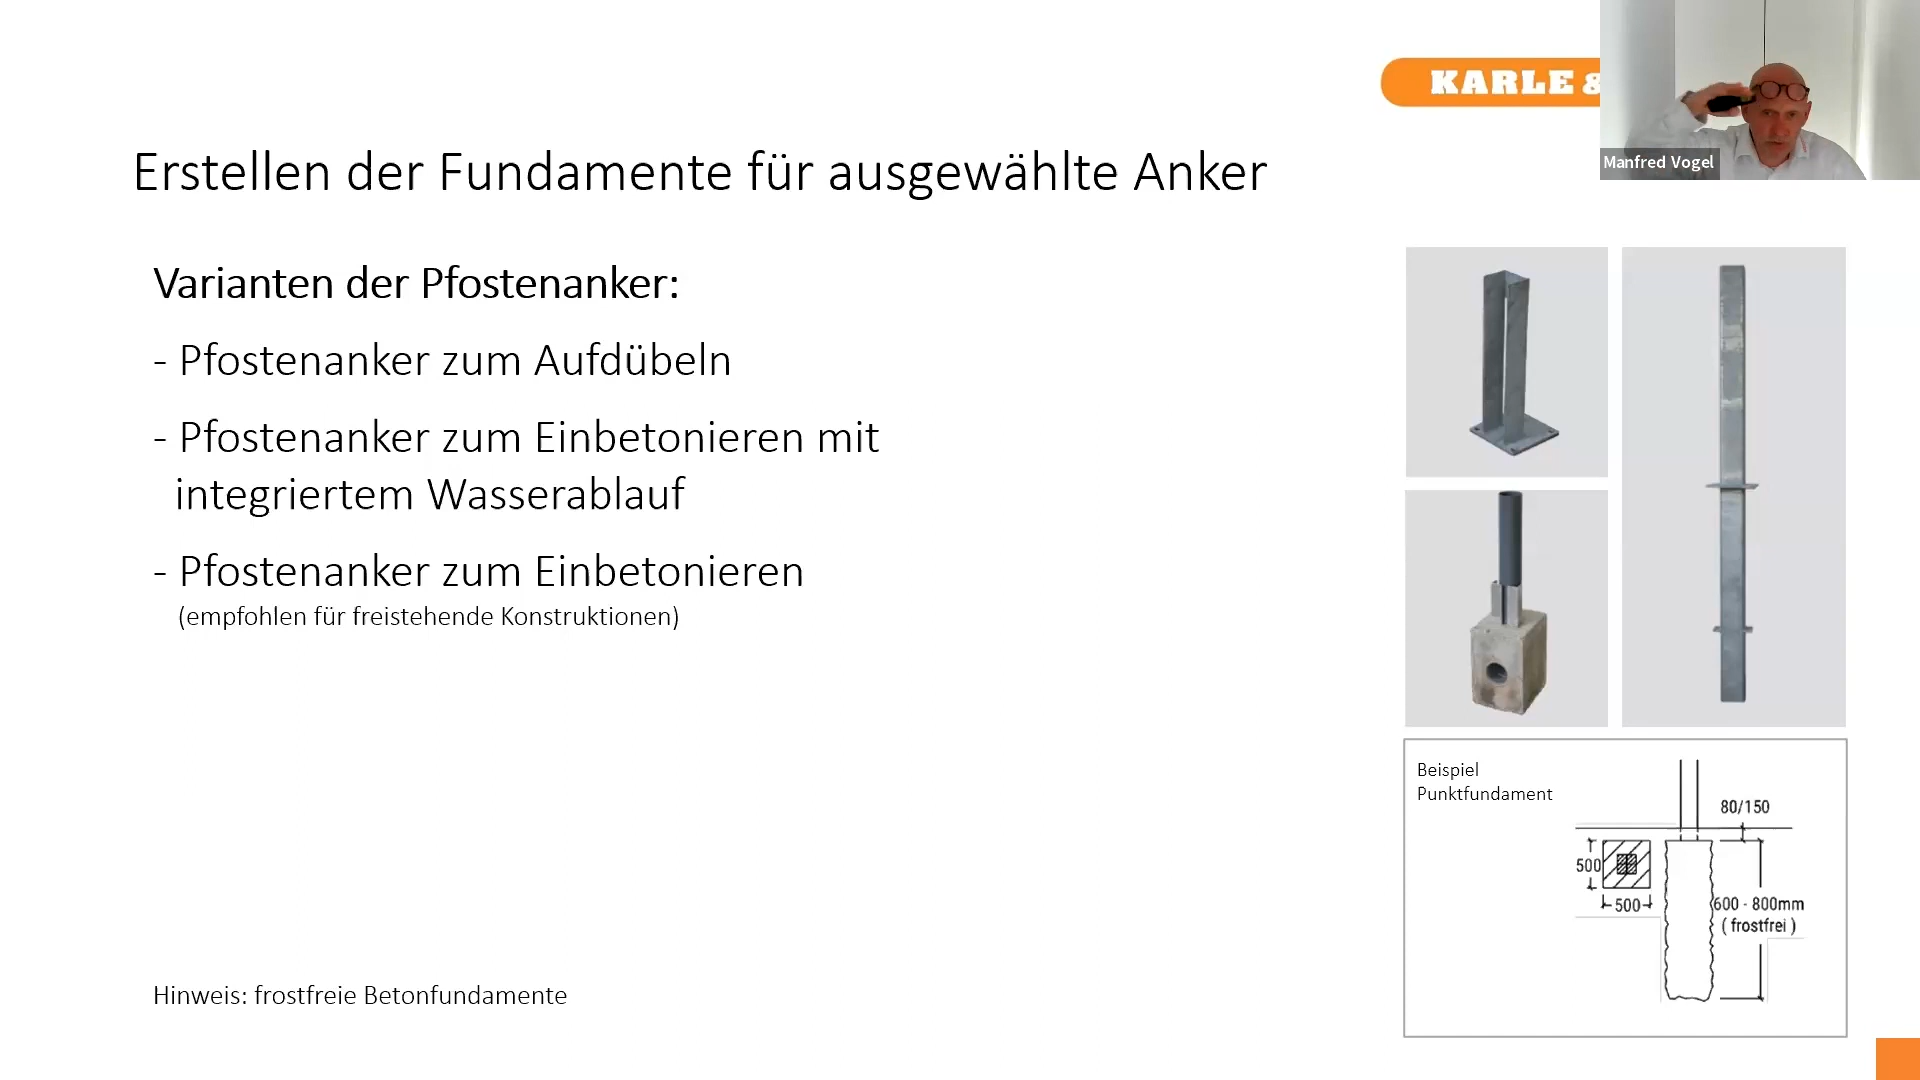 KARLE &
Manfred Vogel
Erstellen der Fundamente für ausgewählte Anker
Varianten der Pfostenanker:
- Pfostenanker zum Aufdübeln
- Pfostenanker zum Einbetonieren mit
integriertem Wasserablauf
- Pfostenanker zum Einbetonieren
(empfohlen für freistehende Konstruktionen)
Beispiel
Punktfundament
80/150
500
500
600 - 800mm
( frostfrei )
Hinweis: frostfreie Betonfundamente